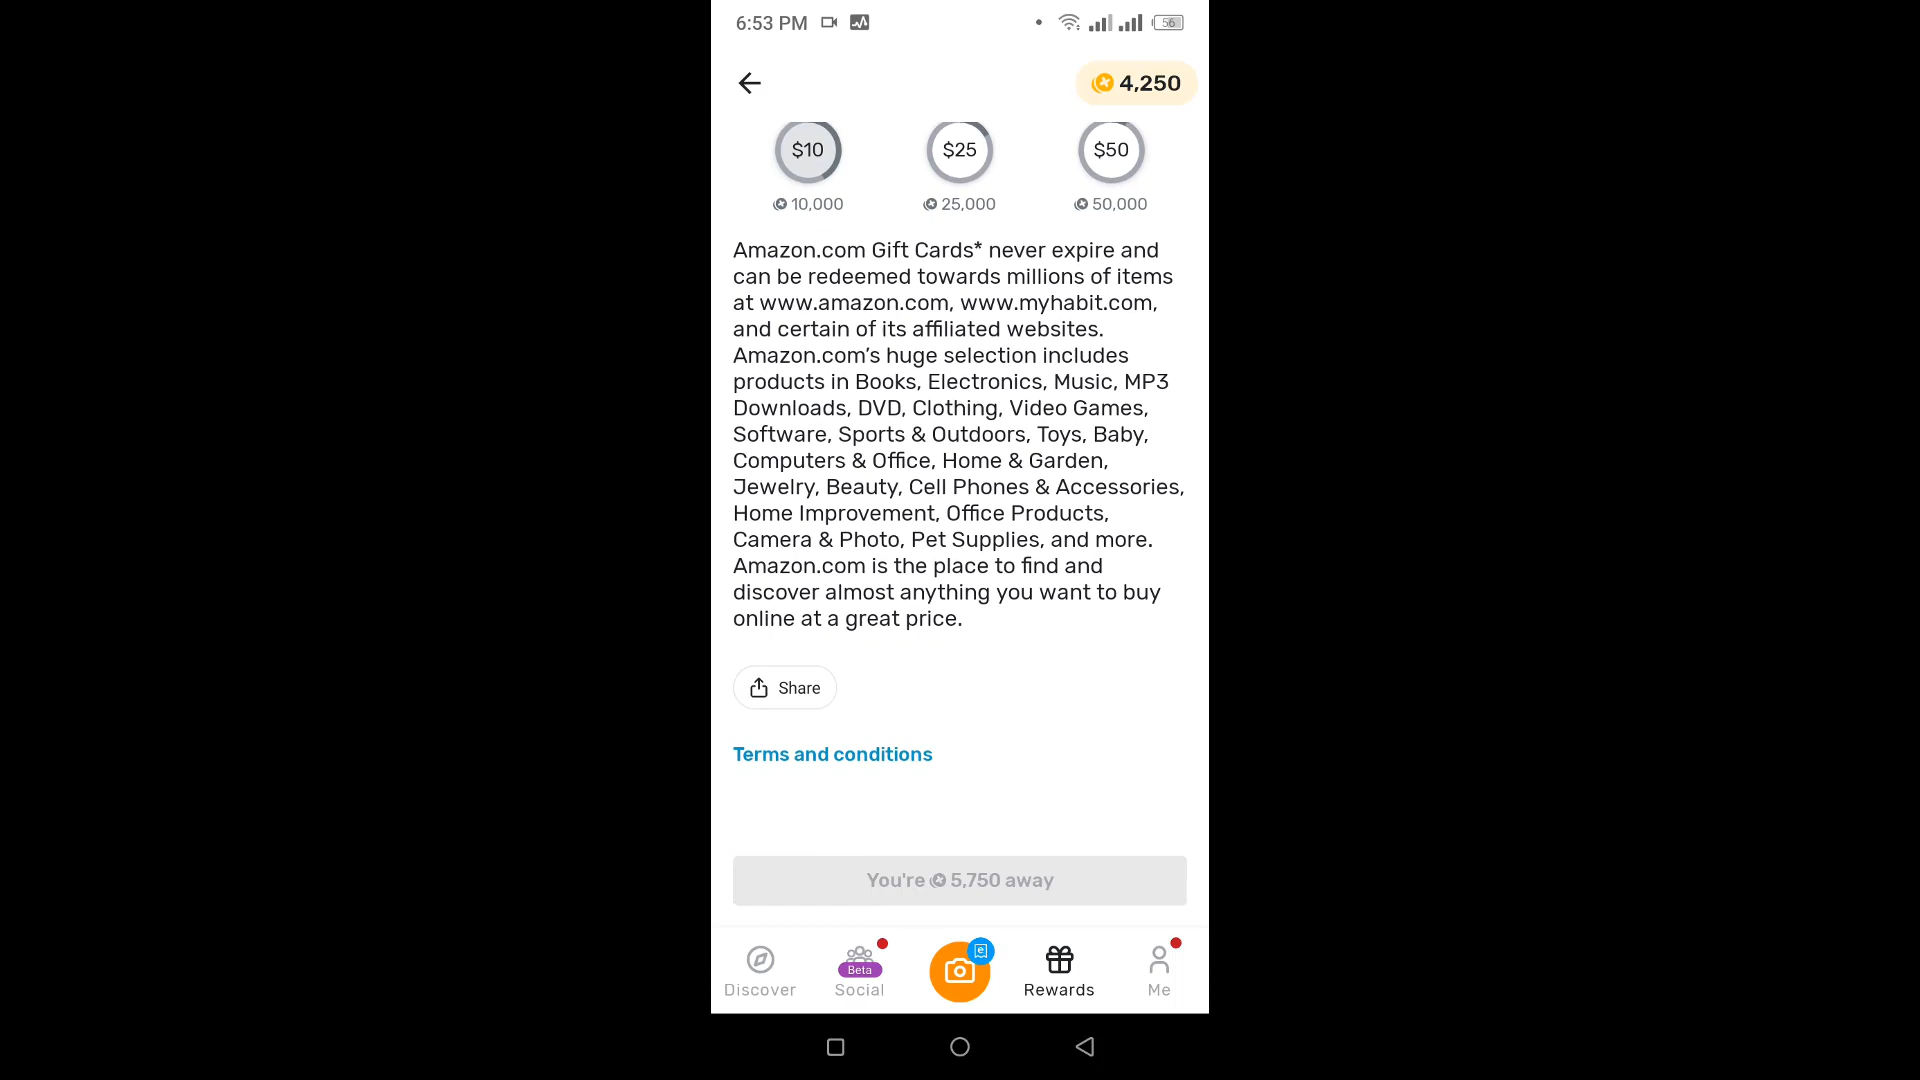 6:53 PM
56
4,250
$10 $25 $50
10,000 25,000 50,000
Amazon.com Gift Cards* never expire and
can be redeemed towards millions of items
at www.amazon.com, www.myhabit.com,
and certain of its affiliated websites.
Amazon.com’s huge selection includes
products in Books, Electronics, Music, MP3
Downloads, DVD, Clothing, Video Games,
Software, Sports & Outdoors, Toys, Baby,
Computers & Office, Home & Garden,
Jewelry, Beauty, Cell Phones & Accessories,
Home Improvement, Office Products,
Camera & Photo, Pet Supplies, and more.
Amazon.com is the place to find and
discover almost anything you want to buy
online at a great price.
Share
Terms and conditions
You're 5,750 away
Beta
Discover Social Rewards Me